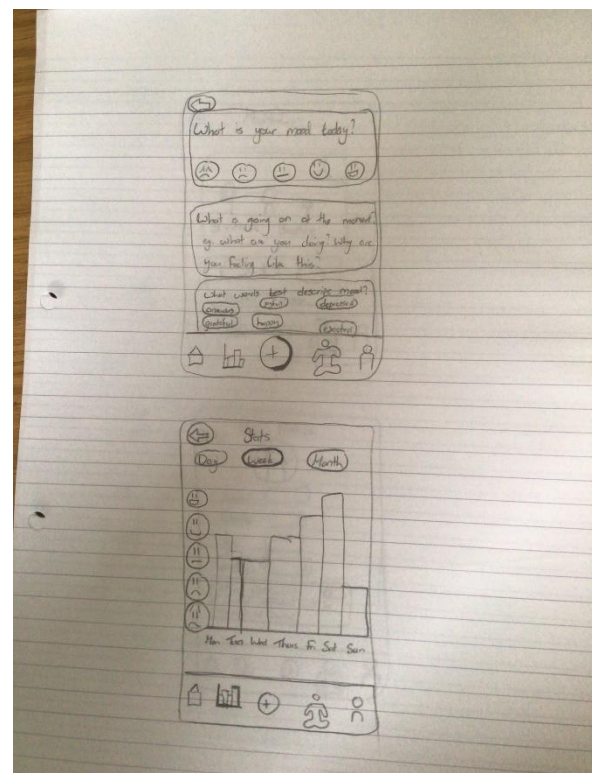 What is your mood today?
What is going on at the moment?
eg. what are you doing? Why are
you feeling like this?
What words best describe mood?
anxious
depressed
grateful
happy
excited
Stats
Day Week Month
Mon Tues Wed Thurs Fri Sat Sun